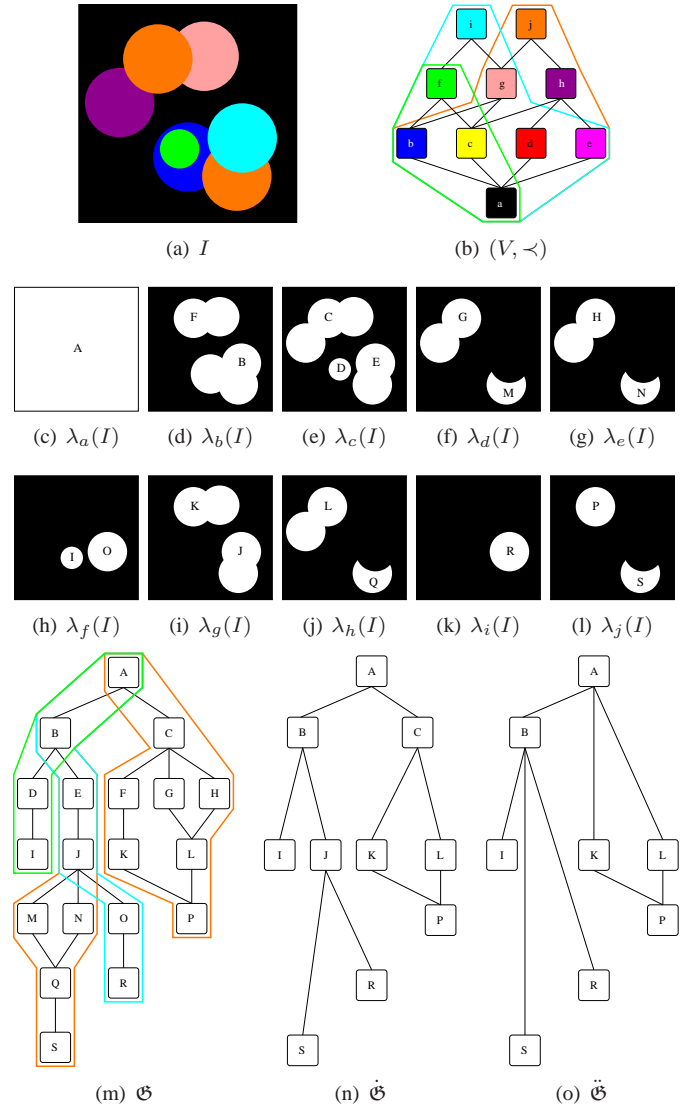 i j
f g h
b c d e
a
(a) I (b) (V, ≺)
A F B C D E G M H N
(c) λa(I) (d) λb(I) (e) λc(I) (f) λd(I) (g) λe(I)
I O K J L Q R P S
(h) λf(I) (i) λg(I) (j) λh(I) (k) λi(I) (l) λj(I)
A A A
B C B C B
D E F G H
I J K L I J K L I K L
M N O P P P
Q R R R
S S S
(m) 𝔊 (n) 𝔊̇ (o) 𝔊̈